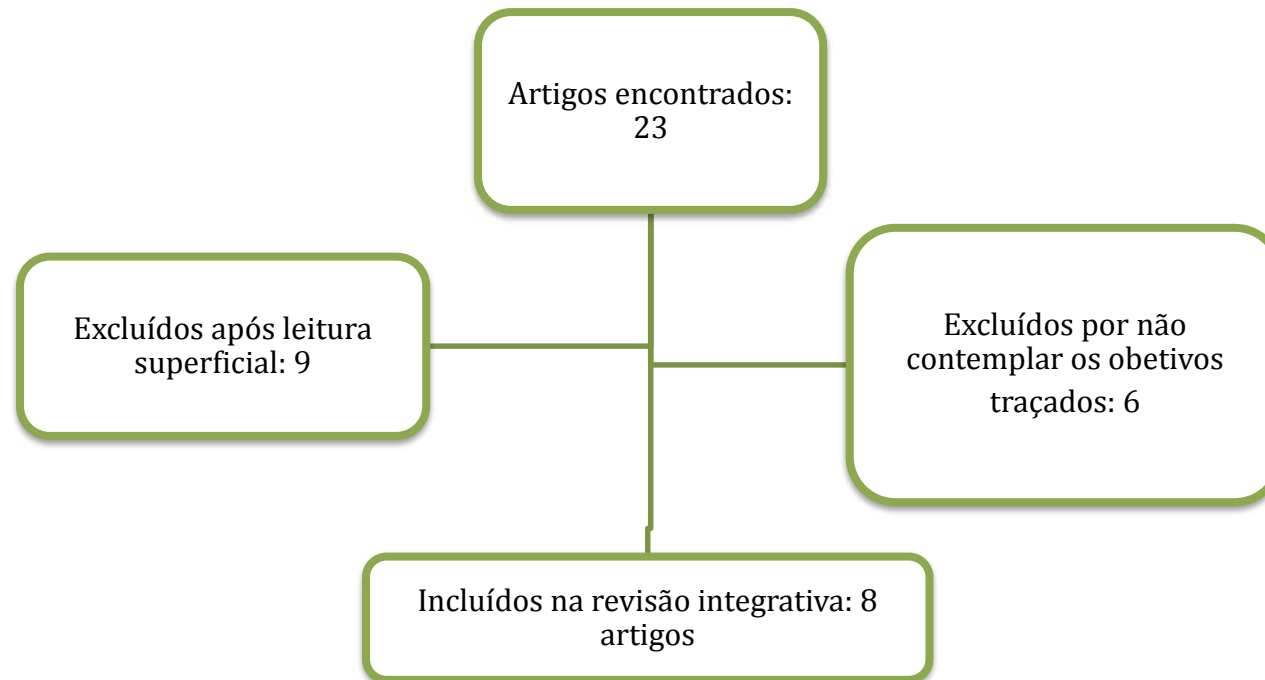 Artigos encontrados:
23
Excluídos após leitura
superficial: 9
Excluídos por não
contemplar os obetivos
traçados: 6
Incluídos na revisão integrativa: 8
artigos